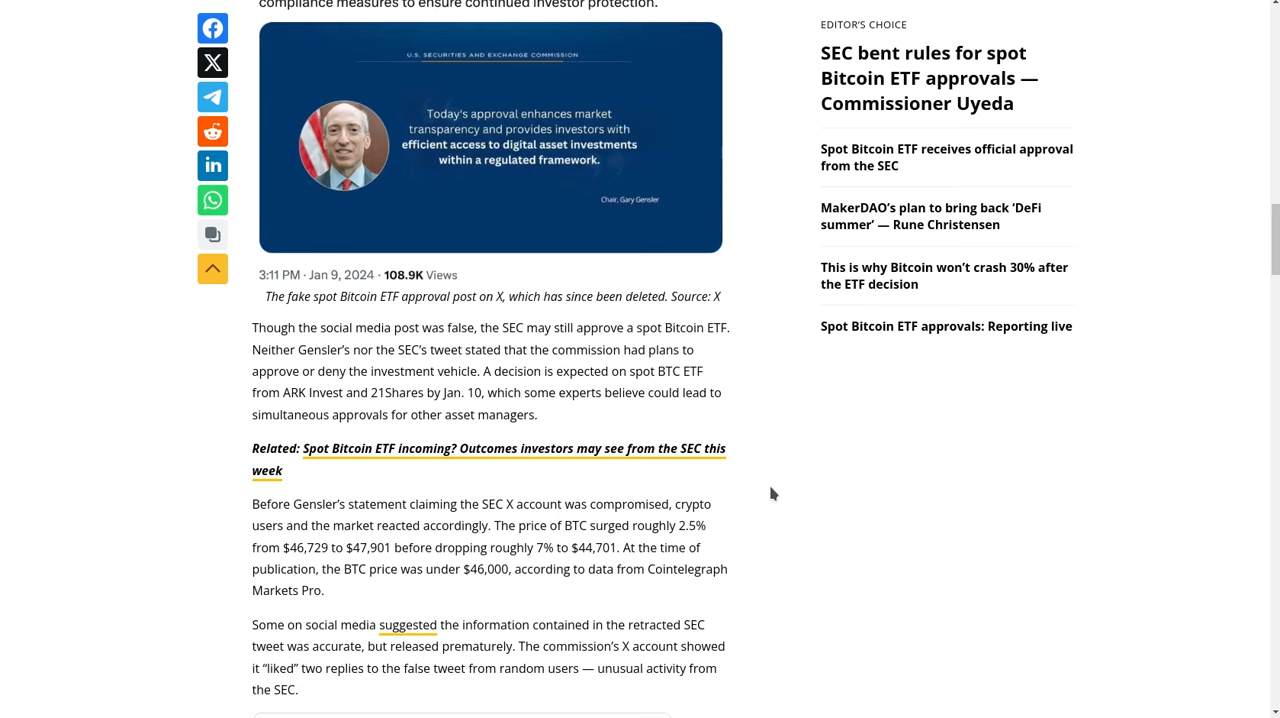 compliance measures to ensure continued investor protection.
U.S. SECURITIES AND EXCHANGE COMMISSION
Today's approval enhances market
transparency and provides investors with
efficient access to digital asset investments
within a regulated framework.
Chair, Gary Gensler
3:11 PM · Jan 9, 2024 · 108.9K Views
The fake spot Bitcoin ETF approval post on X, which has since been deleted. Source: X
Though the social media post was false, the SEC may still approve a spot Bitcoin ETF.
Neither Gensler’s nor the SEC’s tweet stated that the commission had plans to
approve or deny the investment vehicle. A decision is expected on spot BTC ETF
from ARK Invest and 21Shares by Jan. 10, which some experts believe could lead to
simultaneous approvals for other asset managers.
Related: Spot Bitcoin ETF incoming? Outcomes investors may see from the SEC this
week
Before Gensler’s statement claiming the SEC X account was compromised, crypto
users and the market reacted accordingly. The price of BTC surged roughly 2.5%
from $46,729 to $47,901 before dropping roughly 7% to $44,701. At the time of
publication, the BTC price was under $46,000, according to data from Cointelegraph
Markets Pro.
Some on social media suggested the information contained in the retracted SEC
tweet was accurate, but released prematurely. The commission’s X account showed
it “liked” two replies to the false tweet from random users — unusual activity from
the SEC.
EDITOR’S CHOICE
SEC bent rules for spot
Bitcoin ETF approvals —
Commissioner Uyeda
Spot Bitcoin ETF receives official approval
from the SEC
MakerDAO’s plan to bring back ‘DeFi
summer’ — Rune Christensen
This is why Bitcoin won’t crash 30% after
the ETF decision
Spot Bitcoin ETF approvals: Reporting live